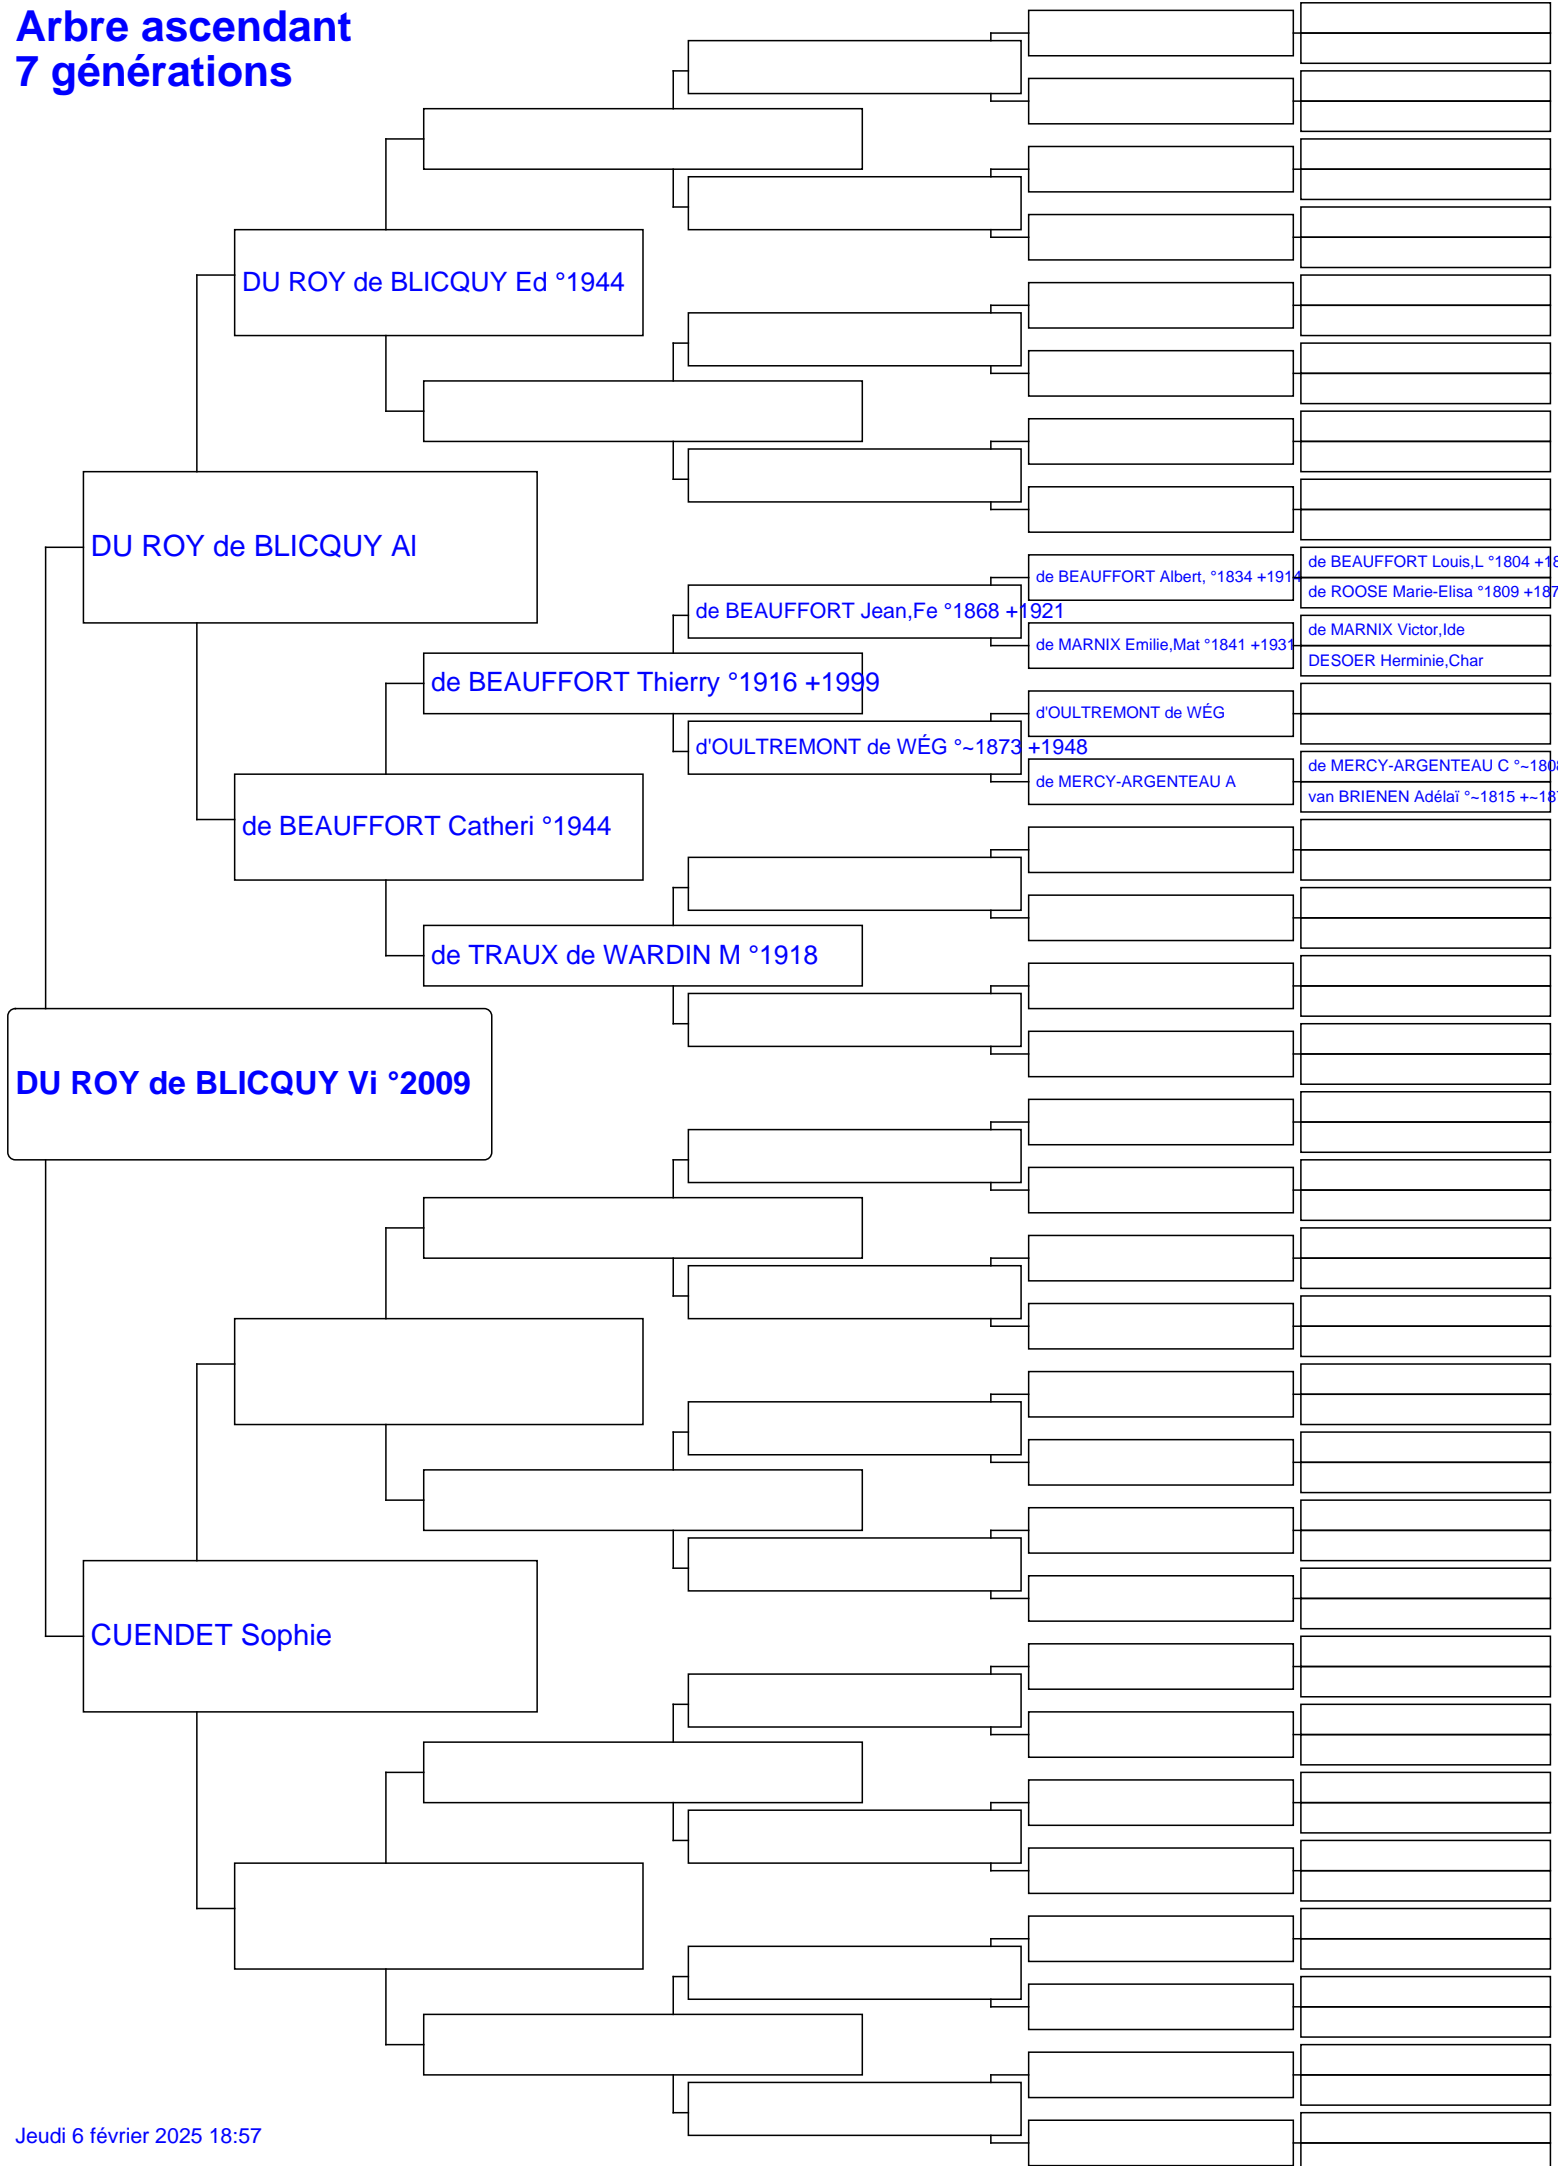 Arbre ascendant
7 générations
DU ROY de BLICQUY Ed °1944
DU ROY de BLICQUY Al
de BEAUFFORT Louis,L °1804 +18
de BEAUFFORT Albert, °1834 +1914
de ROOSE Marie-Elisa °1809 +187
de BEAUFFORT Jean,Fe °1868 +1921
de MARNIX Victor,Ide
de MARNIX Emilie,Mat °1841 +1931
DESOER Herminie,Char
de BEAUFFORT Thierry °1916 +1999
d'OULTREMONT de WÉG
d'OULTREMONT de WÉG °~1873 +1948
de MERCY-ARGENTEAU C °~1808
de MERCY-ARGENTEAU A
van BRIENEN Adélaï °~1815 +~18
de BEAUFFORT Catheri °1944
de TRAUX de WARDIN M °1918
DU ROY de BLICQUY Vi °2009
CUENDET Sophie
Jeudi 6 février 2025 18:57